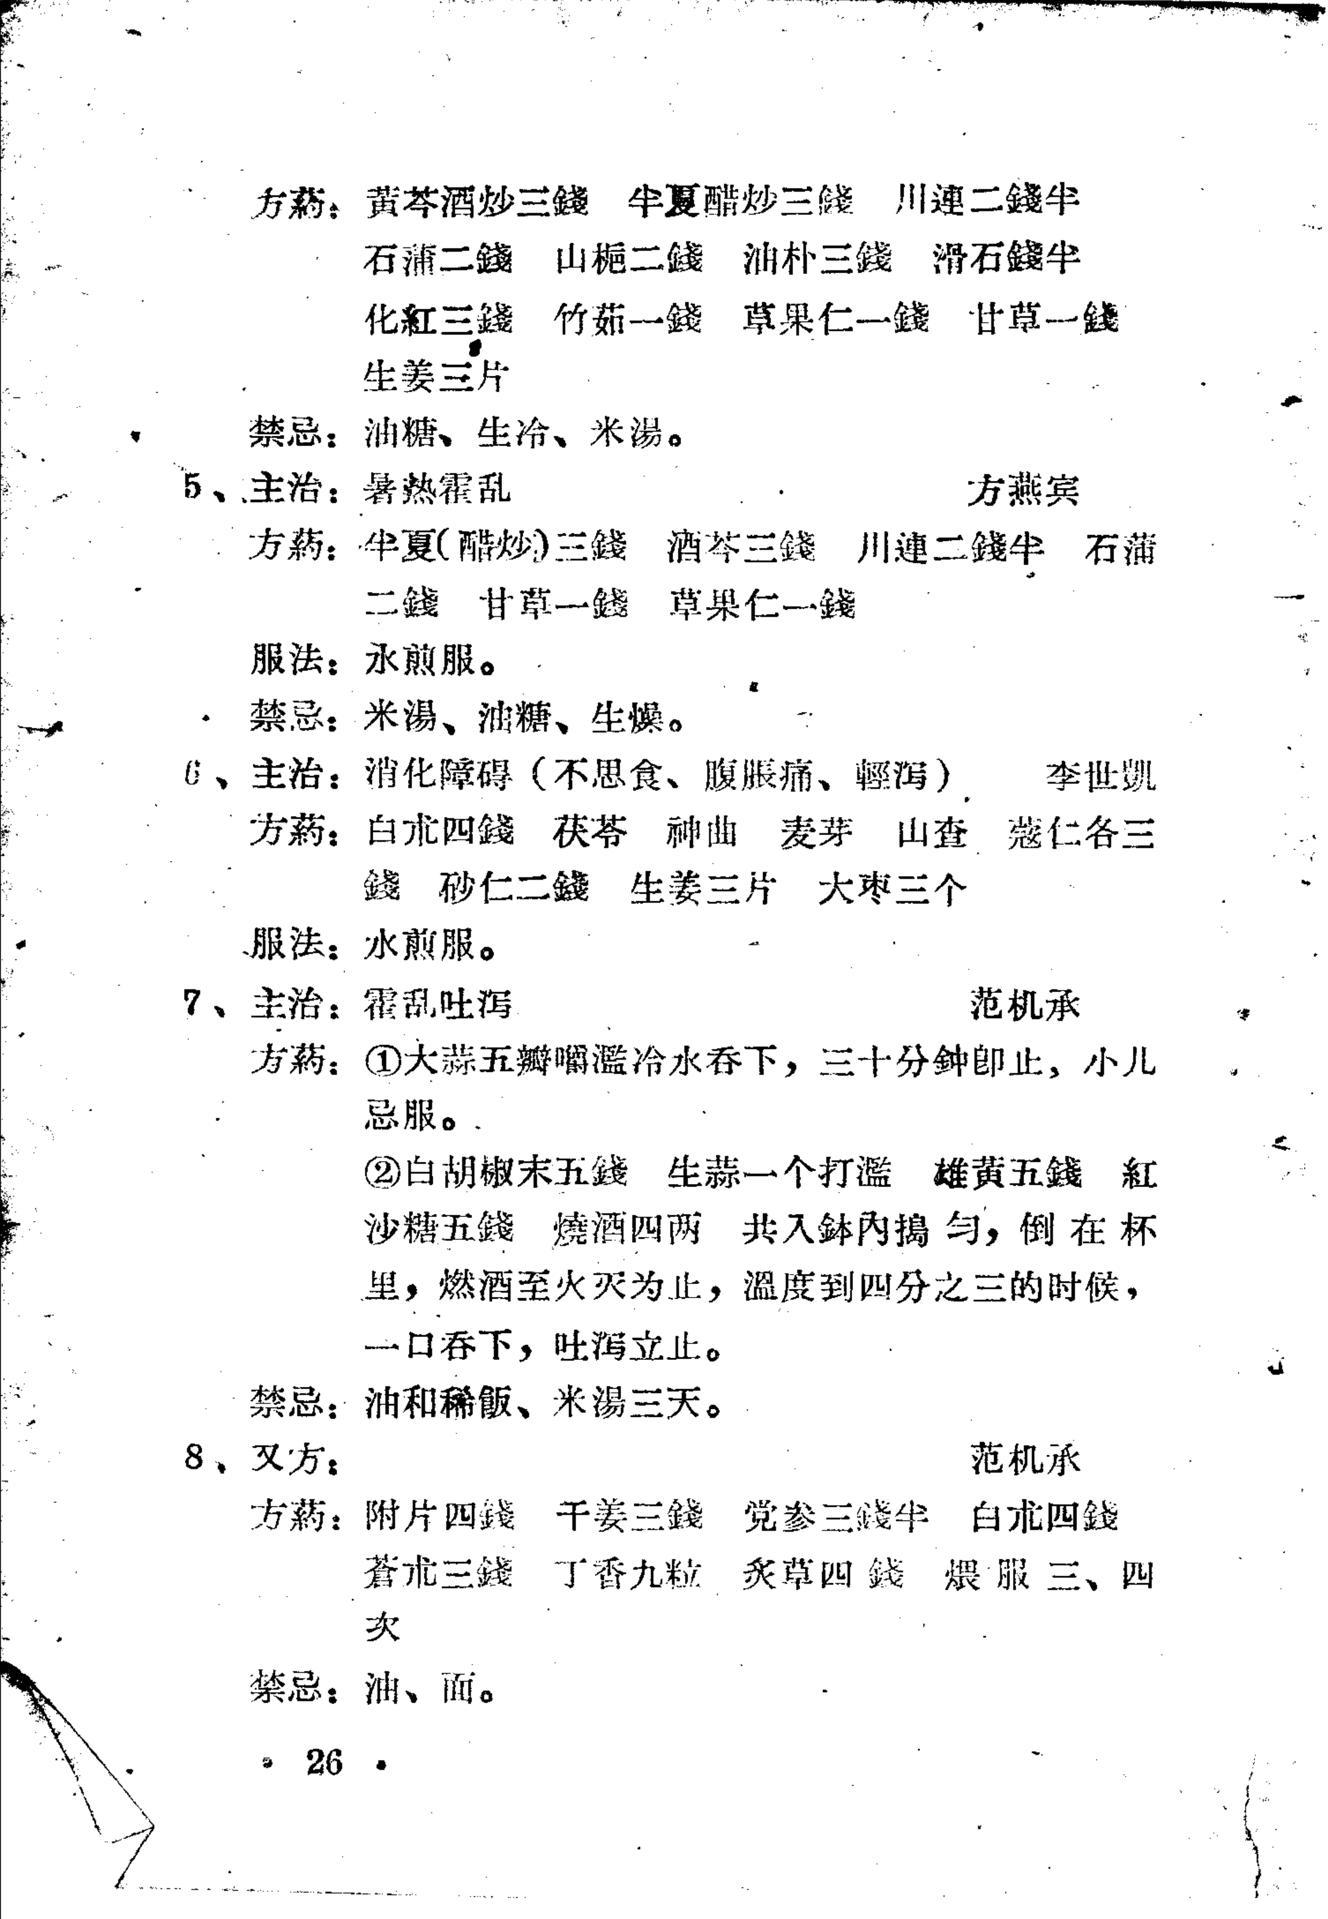 方葯：黃芩酒炒三錢　半夏醋炒三錢　川連二錢半
石蒲二錢　山梔二錢　油朴三錢　滑石錢半
化紅三錢　竹茹一錢　草果仁一錢　甘草一錢
生姜三片
禁忌：油糖、生冷、米湯。
5、主治：暑热霍乱　方燕宾
方葯：半夏（醋炒）三錢　酒芩三錢　川連二錢半　石蒲
二錢　甘草一錢　草果仁一錢
服法：水煎服。
禁忌：米湯、油糖、生燥。
6、主治：消化障碍（不思食、腹脹痛、輕泻）　李世凱
方葯：白朮四錢　茯苓　神曲　麦芽　山查　蔻仁各三
錢　砂仁二錢　生姜三片　大枣三个
服法：水煎服。
7、主治：霍乱吐泻　范机承
方葯：①大蒜五瓣嚼濫冷水吞下，三十分鈡卽止，小儿
忌服。
②白胡椒末五錢　生蒜一个打濫　雄黄五錢　紅
沙糖五錢　燒酒四两　共入鉢內搗匀，倒在杯
里，燃酒至火灭为止，溫度到四分之三的时候，
一口吞下，吐泻立止。
禁忌：油和稀飯、米湯三天。
8、又方：　范机承
方葯：附片四錢　干姜三錢　党参三錢半　白朮四錢
蒼朮三錢　丁香九粒　炙草四錢　煨服三、四
次
禁忌：油、面。
• 26 •